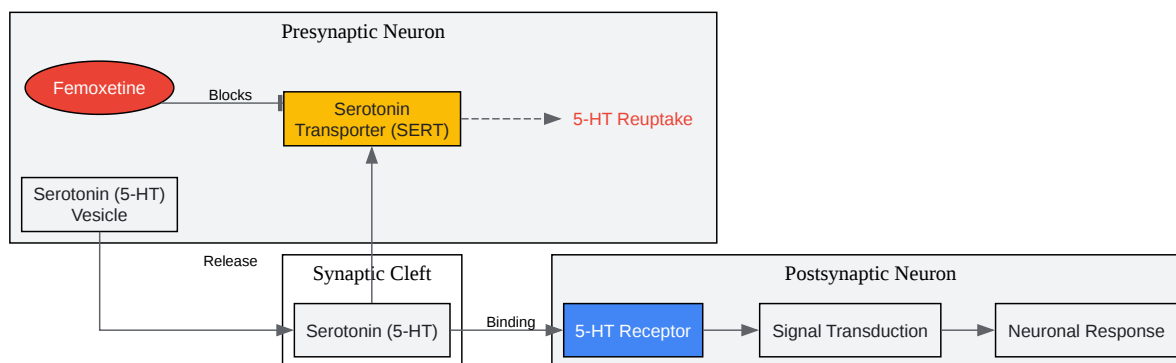 Presynaptic Neuron
Femoxetine
Blocks
Serotonin
Transporter (SERT)
5-HT Reuptake
Serotonin (5-HT)
Vesicle
Release
Synaptic Cleft
Serotonin (5-HT)
Binding
Postsynaptic Neuron
5-HT Receptor
Signal Transduction
Neuronal Response